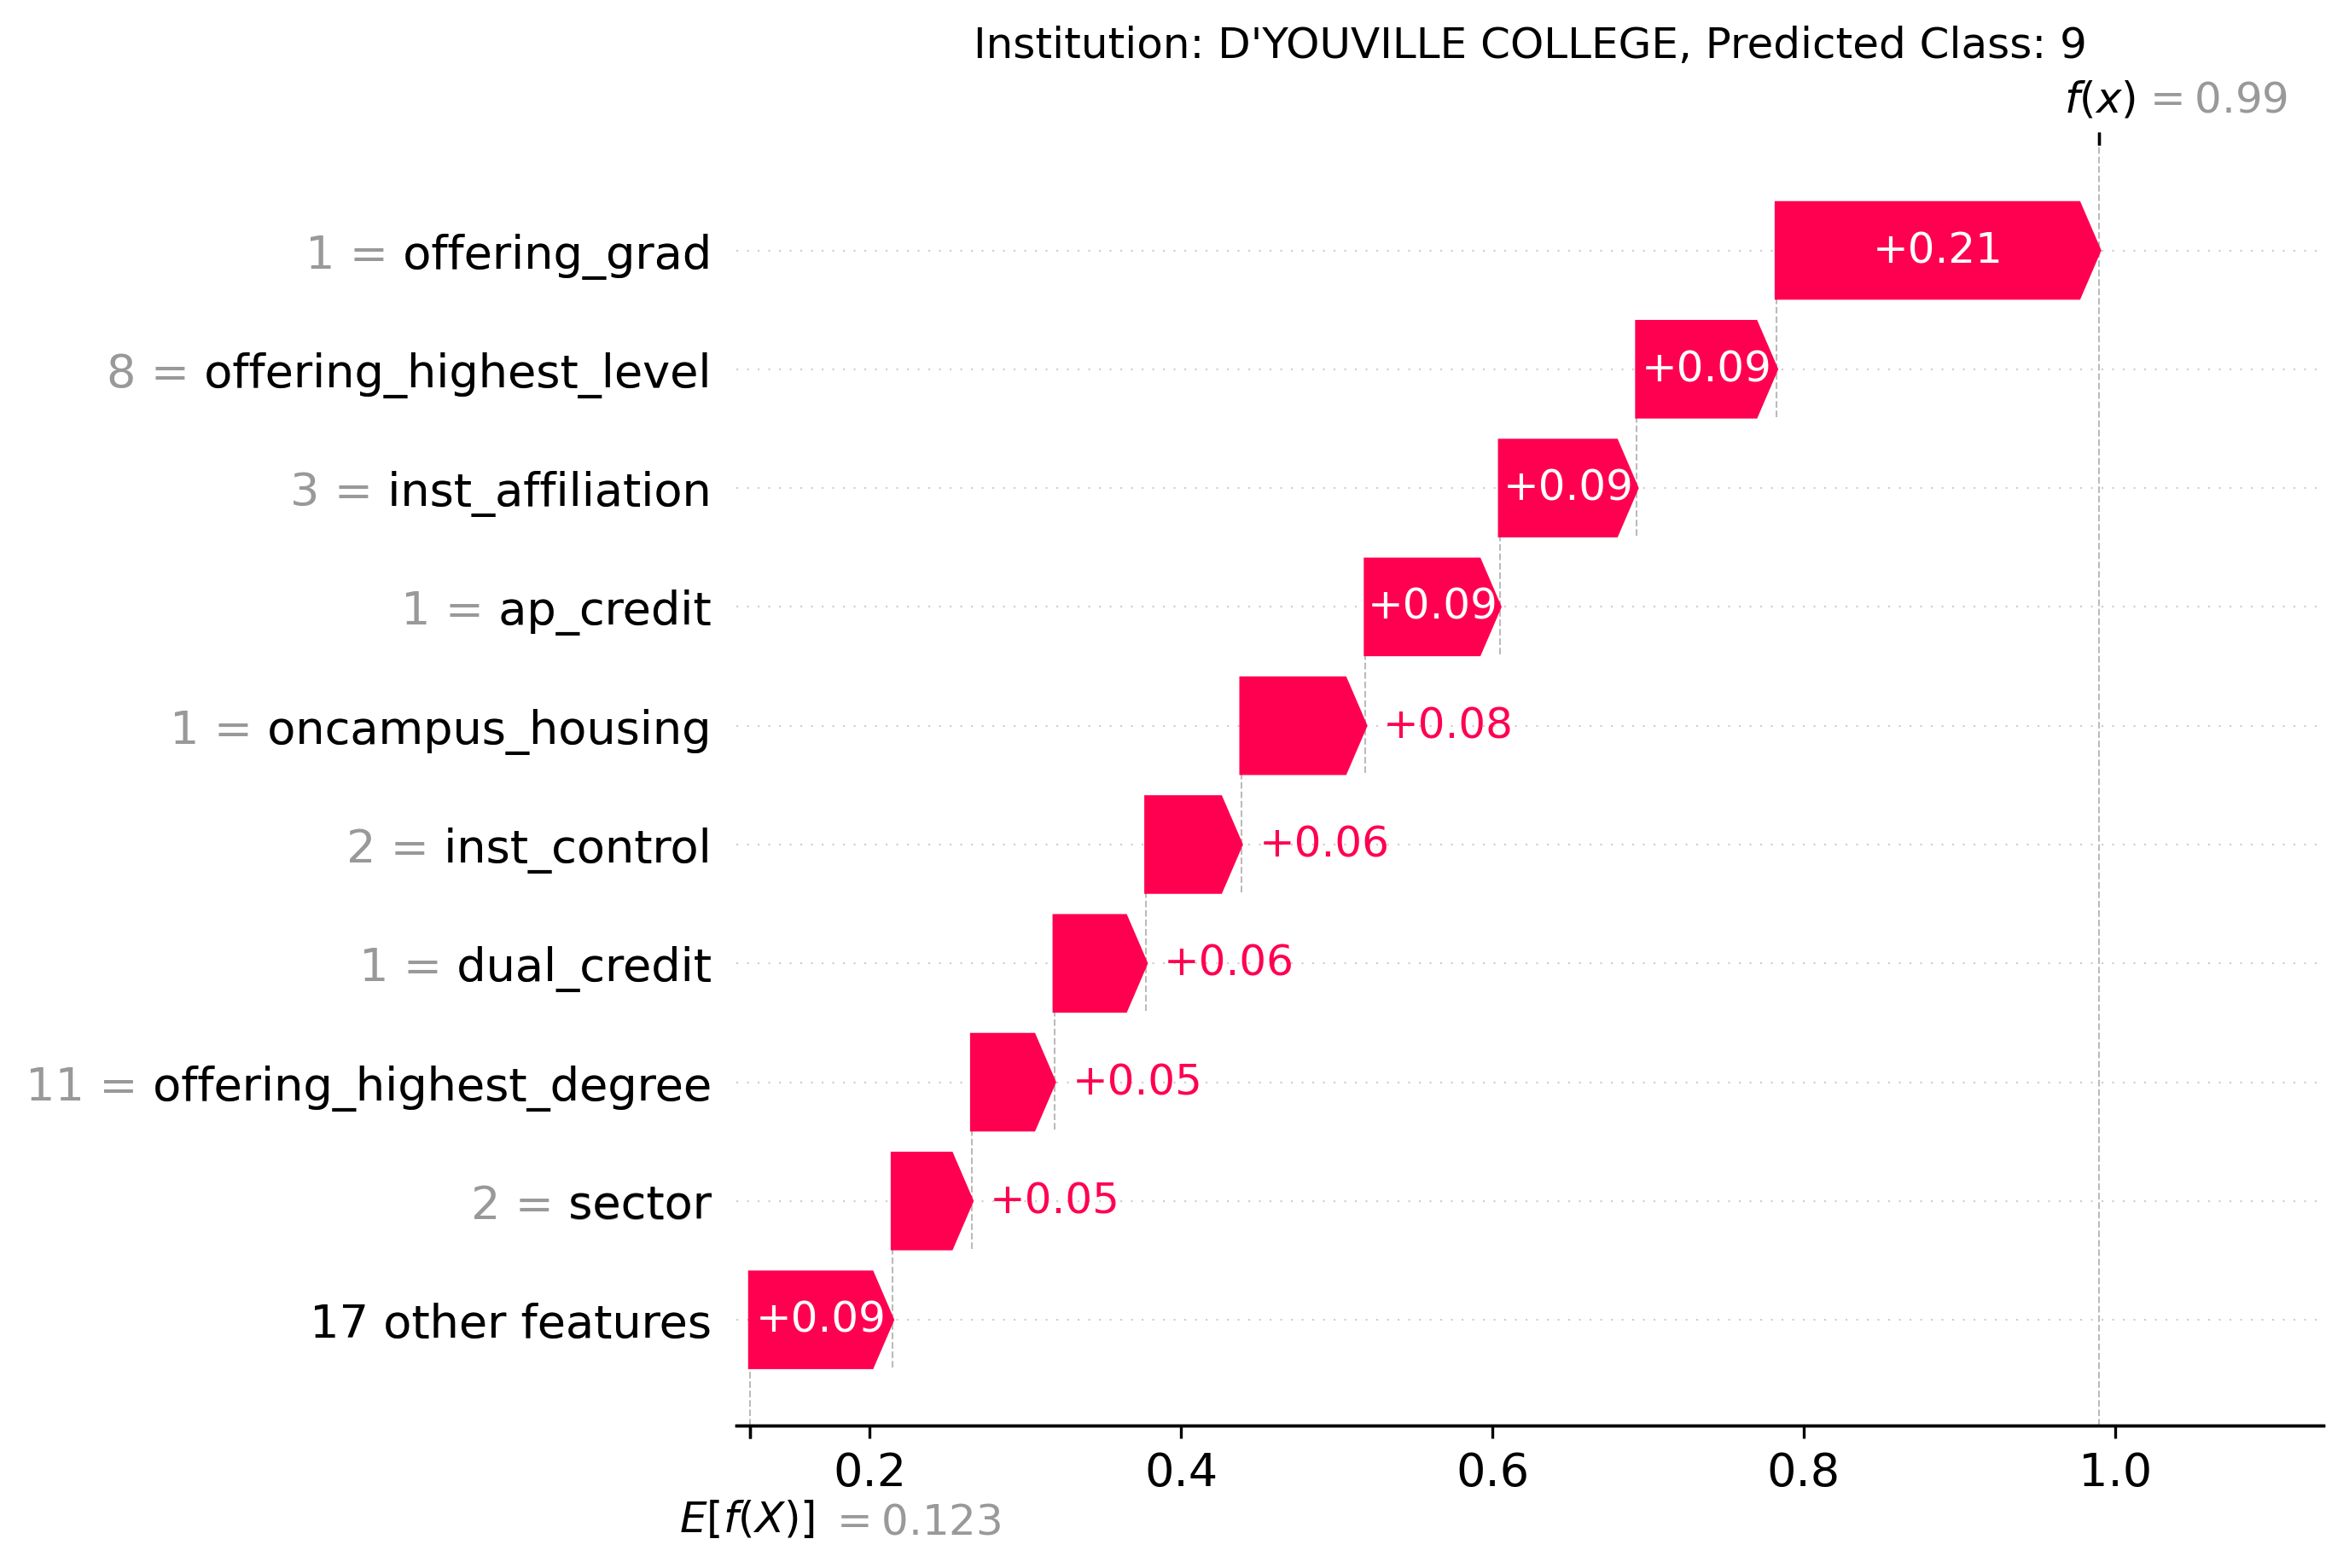 Institution: D'YOUVILLE COLLEGE, Predicted Class: 9
f(x) = 0.99
1 = offering_grad +0.21
8 = offering_highest_level +0.09
3 = inst_affiliation +0.09
1 = ap_credit +0.09
1 = oncampus_housing +0.08
2 = inst_control +0.06
1 = dual_credit +0.06
11 = offering_highest_degree +0.05
2 = sector +0.05
17 other features +0.09
0.2 0.4 0.6 0.8 1.0
E[f(X)] = 0.123